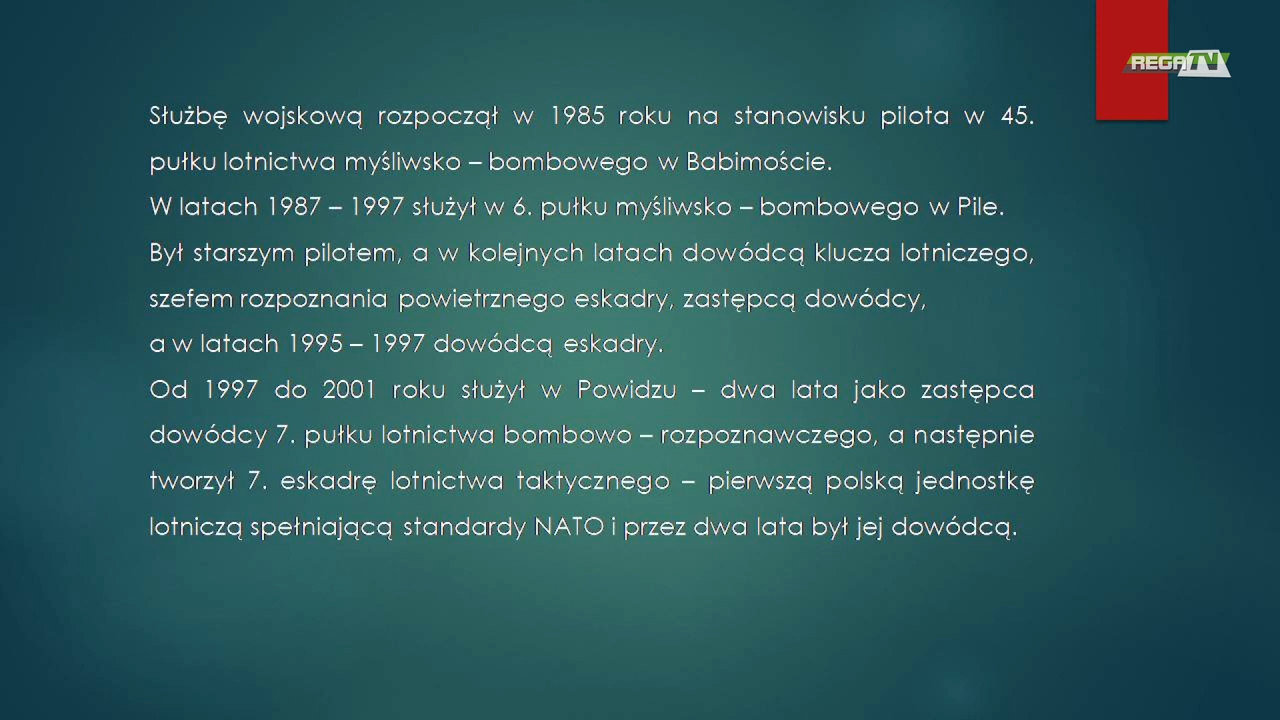 REGA TV
Służbę wojskową rozpoczął w 1985 roku na stanowisku pilota w 45.
pułku lotnictwa myśliwsko – bombowego w Babimoście.
W latach 1987 – 1997 służył w 6. pułku myśliwsko – bombowego w Pile.
Był starszym pilotem, a w kolejnych latach dowódcą klucza lotniczego,
szefem rozpoznania powietrznego eskadry, zastępcą dowódcy,
a w latach 1995 – 1997 dowódcą eskadry.
Od 1997 do 2001 roku służył w Powidzu – dwa lata jako zastępca
dowódcy 7. pułku lotnictwa bombowo – rozpoznawczego, a następnie
tworzył 7. eskadrę lotnictwa taktycznego – pierwszą polską jednostkę
lotniczą spełniającą standardy NATO i przez dwa lata był jej dowódcą.